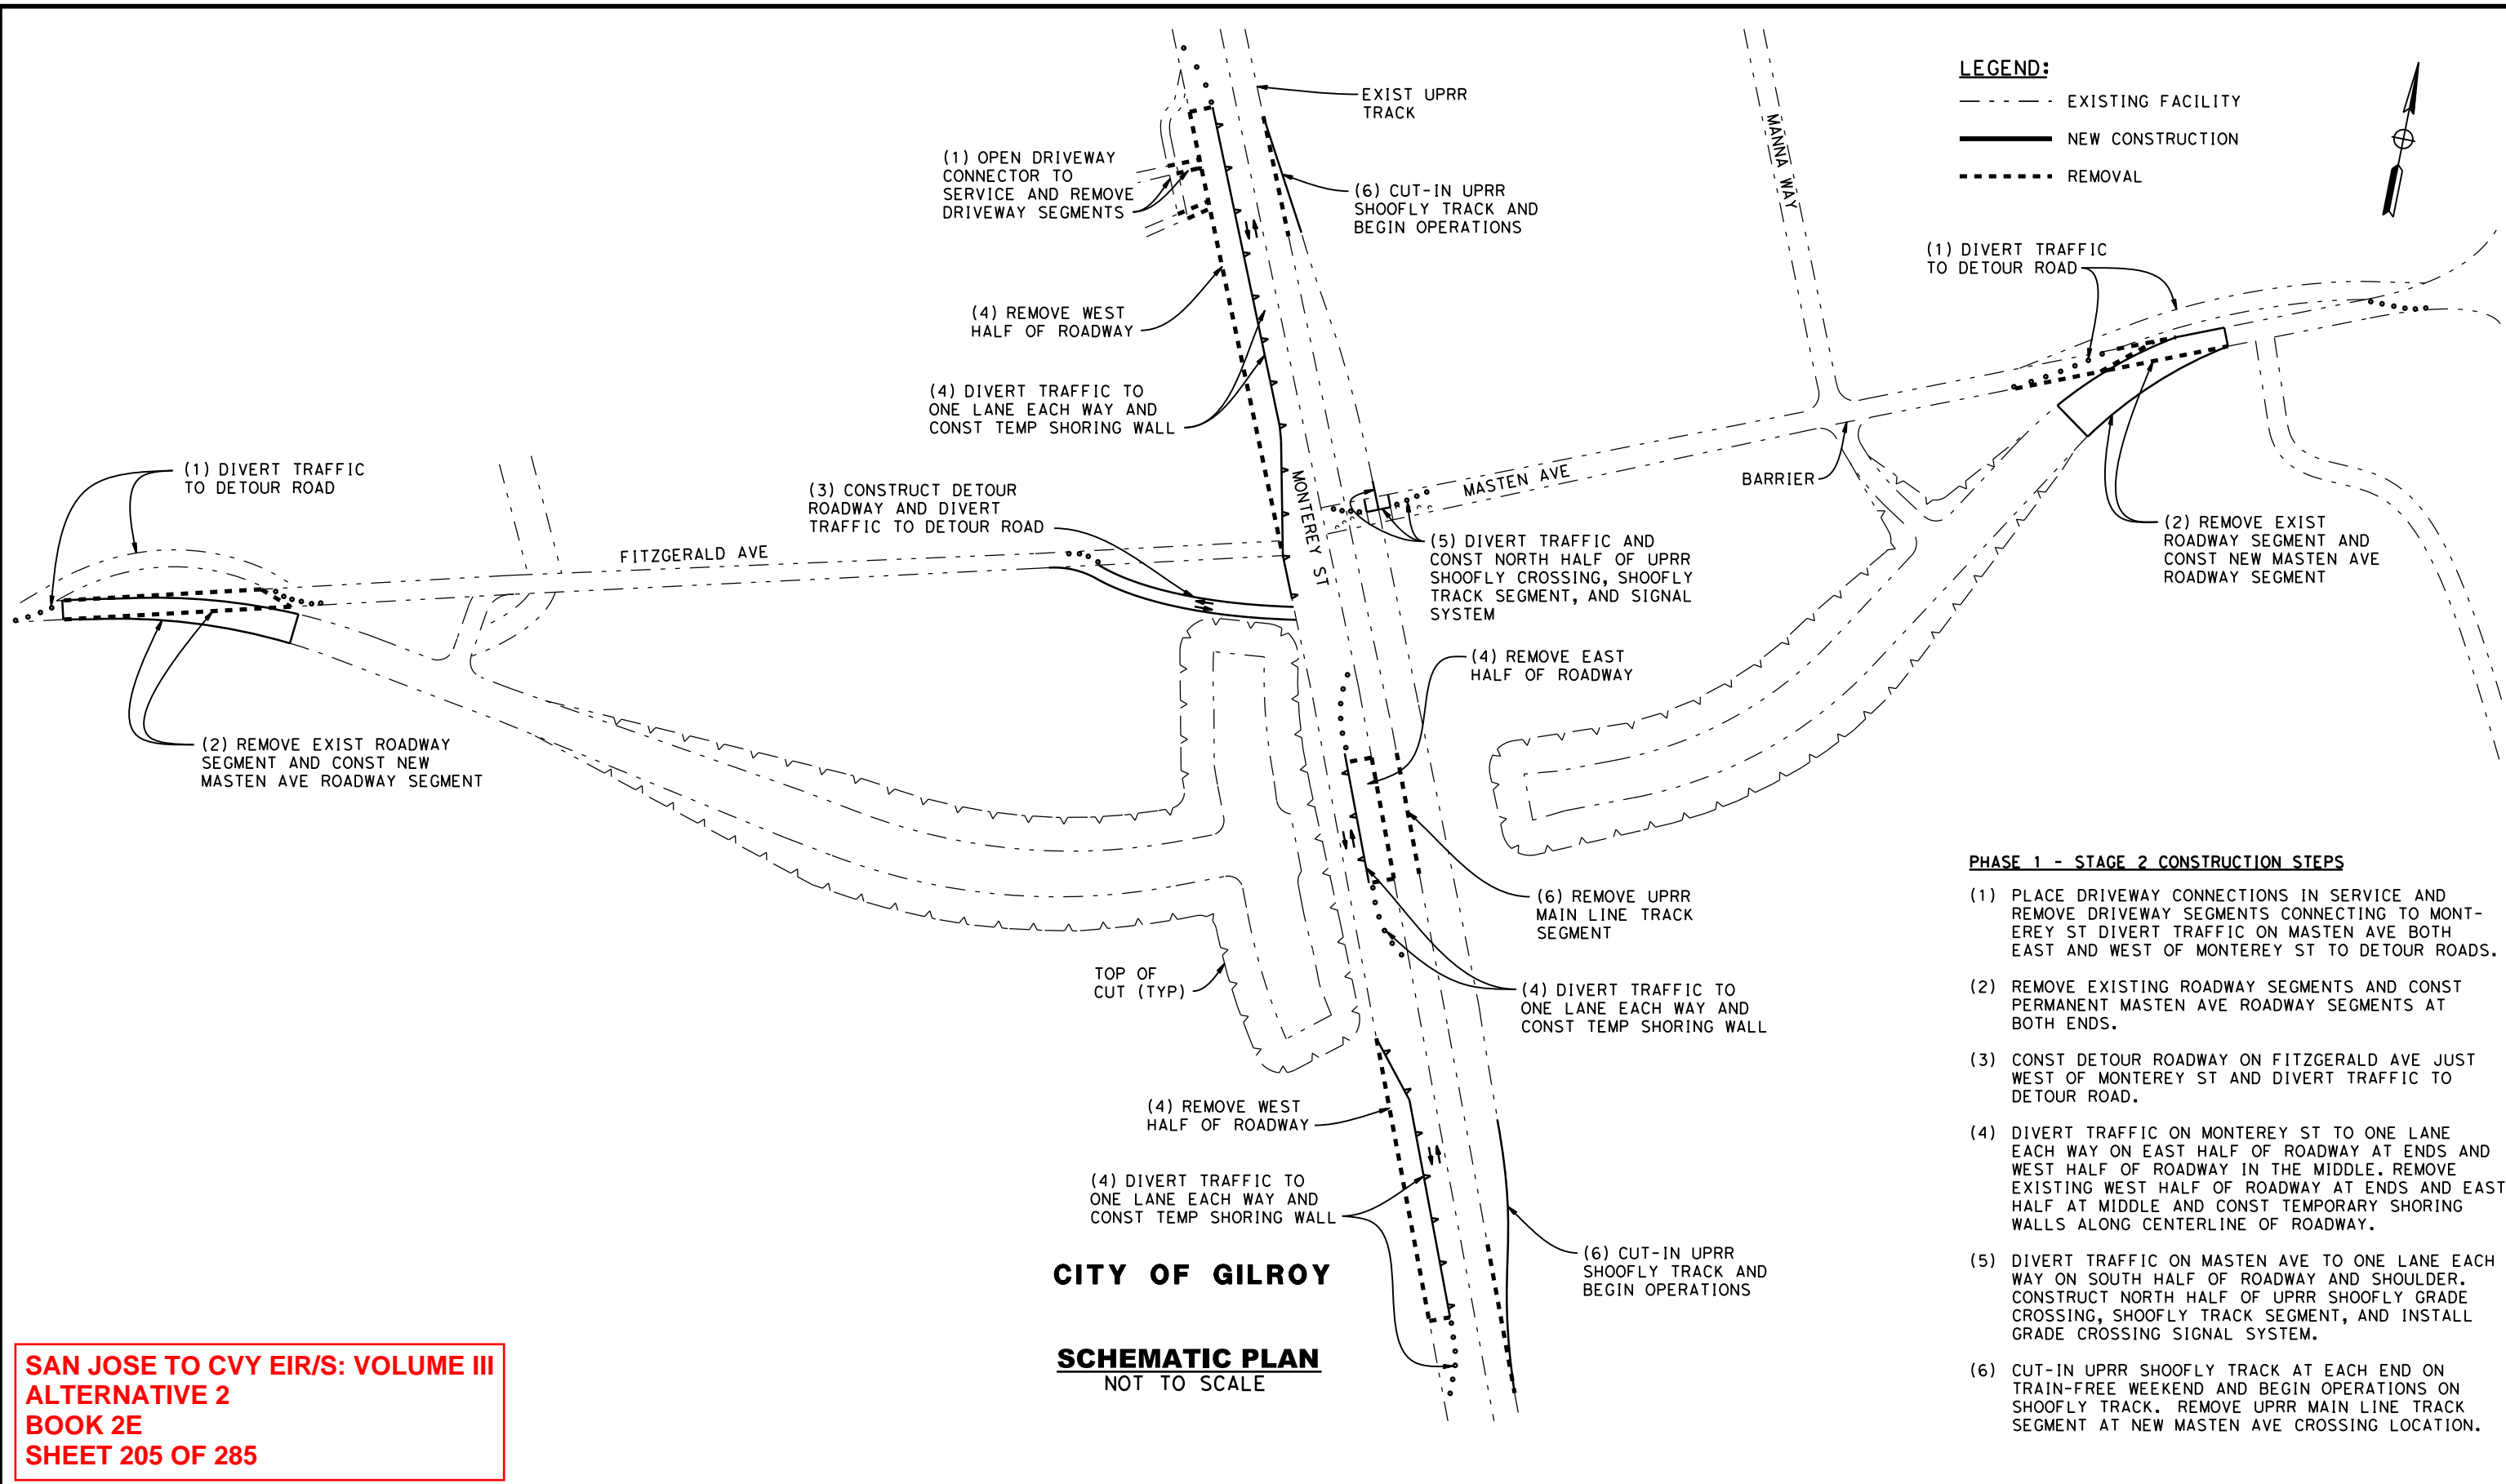 EXIST UPRR
TRACK
(1) OPEN DRIVEWAY
CONNECTOR TO
SERVICE AND REMOVE
DRIVEWAY SEGMENTS
(6) CUT-IN UPRR
SHOOFLY TRACK AND
BEGIN OPERATIONS
MANNA WAY
LEGEND:
EXISTING FACILITY
NEW CONSTRUCTION
REMOVAL
(1) DIVERT TRAFFIC
TO DETOUR ROAD
(4) REMOVE WEST
HALF OF ROADWAY
(4) DIVERT TRAFFIC TO
ONE LANE EACH WAY AND
CONST TEMP SHORING WALL
(1) DIVERT TRAFFIC
TO DETOUR ROAD
(3) CONSTRUCT DETOUR
ROADWAY AND DIVERT
TRAFFIC TO DETOUR ROAD
MONTEREY ST
MASTEN AVE
BARRIER
FITZGERALD AVE
(5) DIVERT TRAFFIC AND
CONST NORTH HALF OF UPRR
SHOOFLY CROSSING, SHOOFLY
TRACK SEGMENT, AND SIGNAL
SYSTEM
(2) REMOVE EXIST
ROADWAY SEGMENT AND
CONST NEW MASTEN AVE
ROADWAY SEGMENT
(4) REMOVE EAST
HALF OF ROADWAY
(2) REMOVE EXIST ROADWAY
SEGMENT AND CONST NEW
MASTEN AVE ROADWAY SEGMENT
(6) REMOVE UPRR
MAIN LINE TRACK
SEGMENT
TOP OF
CUT (TYP)
(4) DIVERT TRAFFIC TO
ONE LANE EACH WAY AND
CONST TEMP SHORING WALL
(4) REMOVE WEST
HALF OF ROADWAY
(4) DIVERT TRAFFIC TO
ONE LANE EACH WAY AND
CONST TEMP SHORING WALL
(6) CUT-IN UPRR
SHOOFLY TRACK AND
BEGIN OPERATIONS
CITY OF GILROY
SCHEMATIC PLAN
NOT TO SCALE
PHASE 1 - STAGE 2 CONSTRUCTION STEPS
(1) PLACE DRIVEWAY CONNECTIONS IN SERVICE AND
REMOVE DRIVEWAY SEGMENTS CONNECTING TO MONT-
EREY ST DIVERT TRAFFIC ON MASTEN AVE BOTH
EAST AND WEST OF MONTEREY ST TO DETOUR ROADS.
(2) REMOVE EXISTING ROADWAY SEGMENTS AND CONST
PERMANENT MASTEN AVE ROADWAY SEGMENTS AT
BOTH ENDS.
(3) CONST DETOUR ROADWAY ON FITZGERALD AVE JUST
WEST OF MONTEREY ST AND DIVERT TRAFFIC TO
DETOUR ROAD.
(4) DIVERT TRAFFIC ON MONTEREY ST TO ONE LANE
EACH WAY ON EAST HALF OF ROADWAY AT ENDS AND
WEST HALF OF ROADWAY IN THE MIDDLE. REMOVE
EXISTING WEST HALF OF ROADWAY AT ENDS AND EAST
HALF AT MIDDLE AND CONST TEMPORARY SHORING
WALLS ALONG CENTERLINE OF ROADWAY.
(5) DIVERT TRAFFIC ON MASTEN AVE TO ONE LANE EACH
WAY ON SOUTH HALF OF ROADWAY AND SHOULDER.
CONSTRUCT NORTH HALF OF UPRR SHOOFLY GRADE
CROSSING, SHOOFLY TRACK SEGMENT, AND INSTALL
GRADE CROSSING SIGNAL SYSTEM.
(6) CUT-IN UPRR SHOOFLY TRACK AT EACH END ON
TRAIN-FREE WEEKEND AND BEGIN OPERATIONS ON
SHOOFLY TRACK. REMOVE UPRR MAIN LINE TRACK
SEGMENT AT NEW MASTEN AVE CROSSING LOCATION.
SAN JOSE TO CVY EIR/S: VOLUME III
ALTERNATIVE 2
BOOK 2E
SHEET 205 OF 285